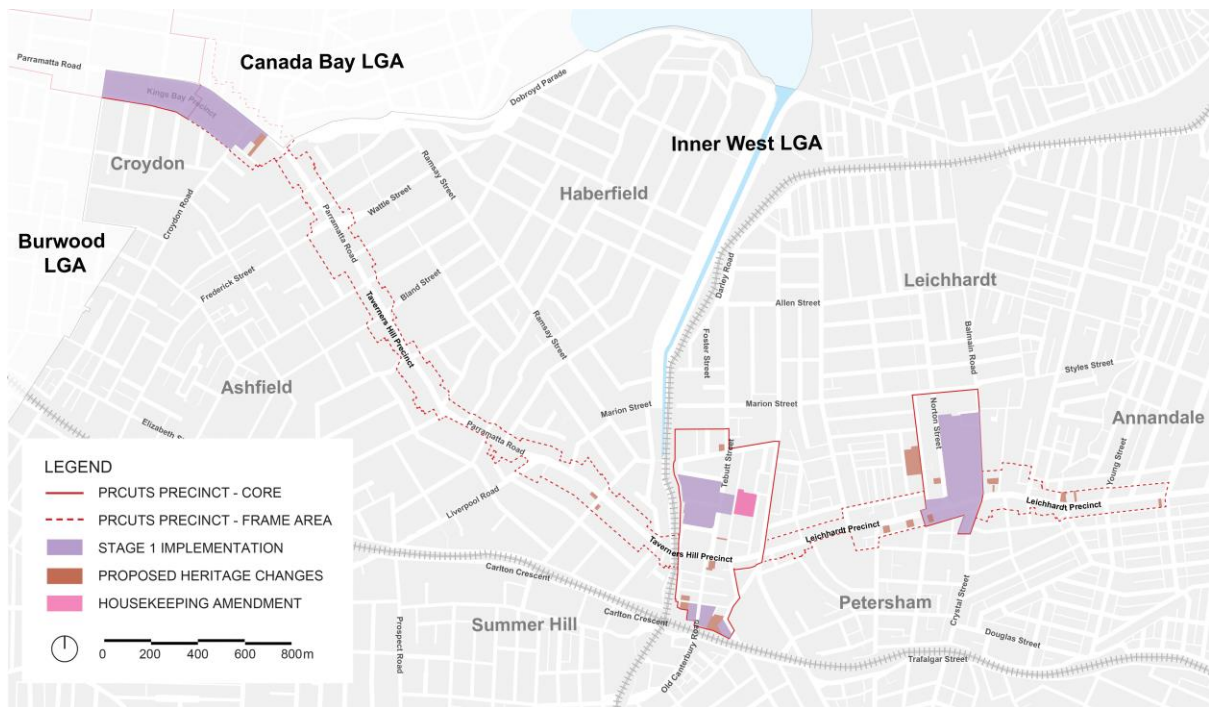 Canada Bay LGA
Parramatta Road
Kings Bay Precinct
Dobroyd Parade
Inner West LGA
Croydon
Haberfield
Ramsay Street
Wattle Street
Croydon Road
Parramatta Road
Burwood
LGA
Frederick Street
Bland Street
Darley Road
Leichhardt
Allen Street
Taverners Hill Precinct
Ramsay Street
Foster Street
Balmain Road
Styles Street
Ashfield
Marion Street
Marion Street
Norton Street
Annandale
Elizabeth
Parramatta Road
Tebutt Street
Young Street
Liverpool Road
Leichhardt Precinct
Leichhardt Precinct
Taverners Hill Precinct
Carlton Crescent
Carlton Crescent
Summer Hill
Petersham
Crystal Street
Douglas Street
Prospect Road
Old Canterbury Road
Trafalgar Street
LEGEND
PRCUTS PRECINCT - CORE
PRCUTS PRECINCT - FRAME AREA
STAGE 1 IMPLEMENTATION
PROPOSED HERITAGE CHANGES
HOUSEKEEPING AMENDMENT
0 200 400 600 800m